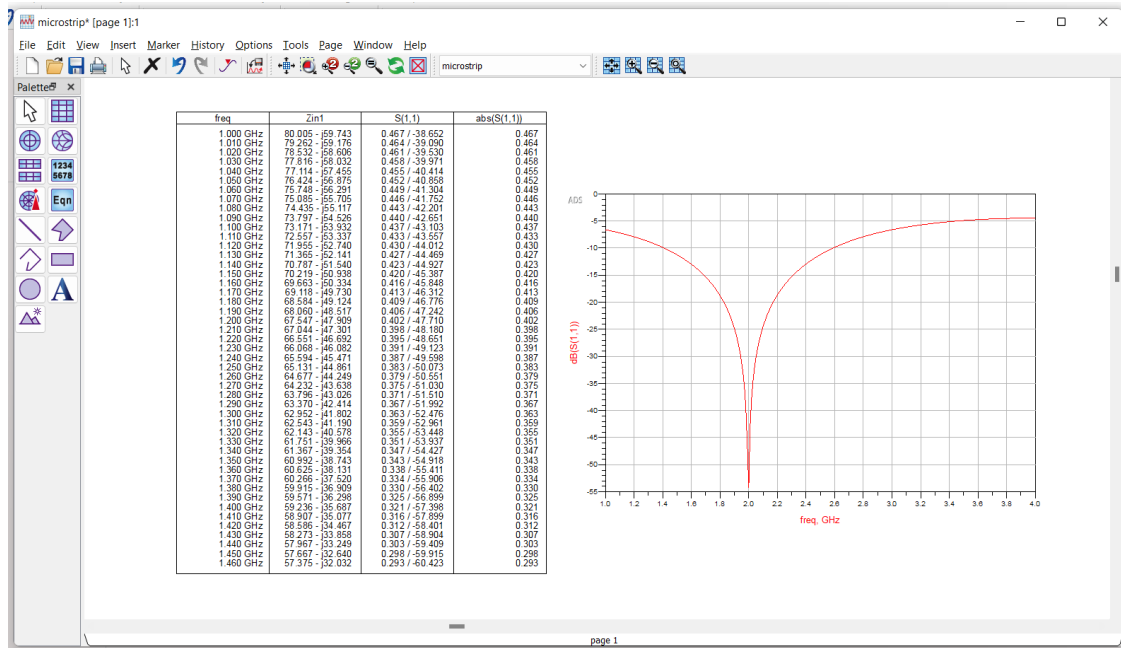 microstrip* [page 1]:1
File Edit View Insert Marker History Options Tools Page Window Help
microstrip
Palette
1234
5678
Eqn
A
freq Zin1 S(1,1) abs(S(1,1))
1.000 GHz 80.005 - j59.743 0.467 / -38.652 0.467
1.010 GHz 79.262 - j59.176 0.464 / -39.090 0.464
1.020 GHz 78.532 - j58.606 0.461 / -39.530 0.461
1.030 GHz 77.816 - j58.032 0.458 / -39.971 0.458
1.040 GHz 77.114 - j57.455 0.455 / -40.414 0.455
1.050 GHz 76.424 - j56.875 0.452 / -40.858 0.452
1.060 GHz 75.748 - j56.291 0.449 / -41.304 0.449
1.070 GHz 75.085 - j55.705 0.446 / -41.752 0.446
1.080 GHz 74.435 - j55.117 0.443 / -42.201 0.443
1.090 GHz 73.797 - j54.526 0.440 / -42.651 0.440
1.100 GHz 73.171 - j53.932 0.437 / -43.103 0.437
1.110 GHz 72.557 - j53.337 0.433 / -43.557 0.433
1.120 GHz 71.955 - j52.740 0.430 / -44.012 0.430
1.130 GHz 71.365 - j52.141 0.427 / -44.469 0.427
1.140 GHz 70.787 - j51.540 0.423 / -44.927 0.423
1.150 GHz 70.219 - j50.938 0.420 / -45.387 0.420
1.160 GHz 69.663 - j50.334 0.416 / -45.848 0.416
1.170 GHz 69.118 - j49.730 0.413 / -46.312 0.413
1.180 GHz 68.584 - j49.124 0.409 / -46.776 0.409
1.190 GHz 68.060 - j48.517 0.406 / -47.242 0.406
1.200 GHz 67.547 - j47.909 0.402 / -47.710 0.402
1.210 GHz 67.044 - j47.301 0.398 / -48.180 0.398
1.220 GHz 66.551 - j46.692 0.395 / -48.651 0.395
1.230 GHz 66.068 - j46.082 0.391 / -49.123 0.391
1.240 GHz 65.594 - j45.471 0.387 / -49.598 0.387
1.250 GHz 65.131 - j44.861 0.383 / -50.073 0.383
1.260 GHz 64.677 - j44.249 0.379 / -50.551 0.379
1.270 GHz 64.232 - j43.638 0.375 / -51.030 0.375
1.280 GHz 63.796 - j43.026 0.371 / -51.510 0.371
1.290 GHz 63.370 - j42.414 0.367 / -51.992 0.367
1.300 GHz 62.952 - j41.802 0.363 / -52.476 0.363
1.310 GHz 62.543 - j41.190 0.359 / -52.961 0.359
1.320 GHz 62.143 - j40.578 0.355 / -53.448 0.355
1.330 GHz 61.751 - j39.966 0.351 / -53.937 0.351
1.340 GHz 61.367 - j39.354 0.347 / -54.427 0.347
1.350 GHz 60.992 - j38.743 0.343 / -54.918 0.343
1.360 GHz 60.625 - j38.131 0.338 / -55.411 0.338
1.370 GHz 60.266 - j37.520 0.334 / -55.906 0.334
1.380 GHz 59.915 - j36.909 0.330 / -56.402 0.330
1.390 GHz 59.571 - j36.298 0.325 / -56.899 0.325
1.400 GHz 59.236 - j35.687 0.321 / -57.398 0.321
1.410 GHz 58.907 - j35.077 0.316 / -57.899 0.316
1.420 GHz 58.586 - j34.467 0.312 / -58.401 0.312
1.430 GHz 58.273 - j33.858 0.307 / -58.904 0.307
1.440 GHz 57.967 - j33.249 0.303 / -59.409 0.303
1.450 GHz 57.667 - j32.640 0.298 / -59.915 0.298
1.460 GHz 57.375 - j32.032 0.293 / -60.423 0.293
ADS
0
-5
-10
-15
-20
-25
-30
-35
-40
-45
-50
-55
dB(S(1,1))
1.0 1.2 1.4 1.6 1.8 2.0 2.2 2.4 2.6 2.8 3.0 3.2 3.4 3.6 3.8 4.0
freq, GHz
page 1